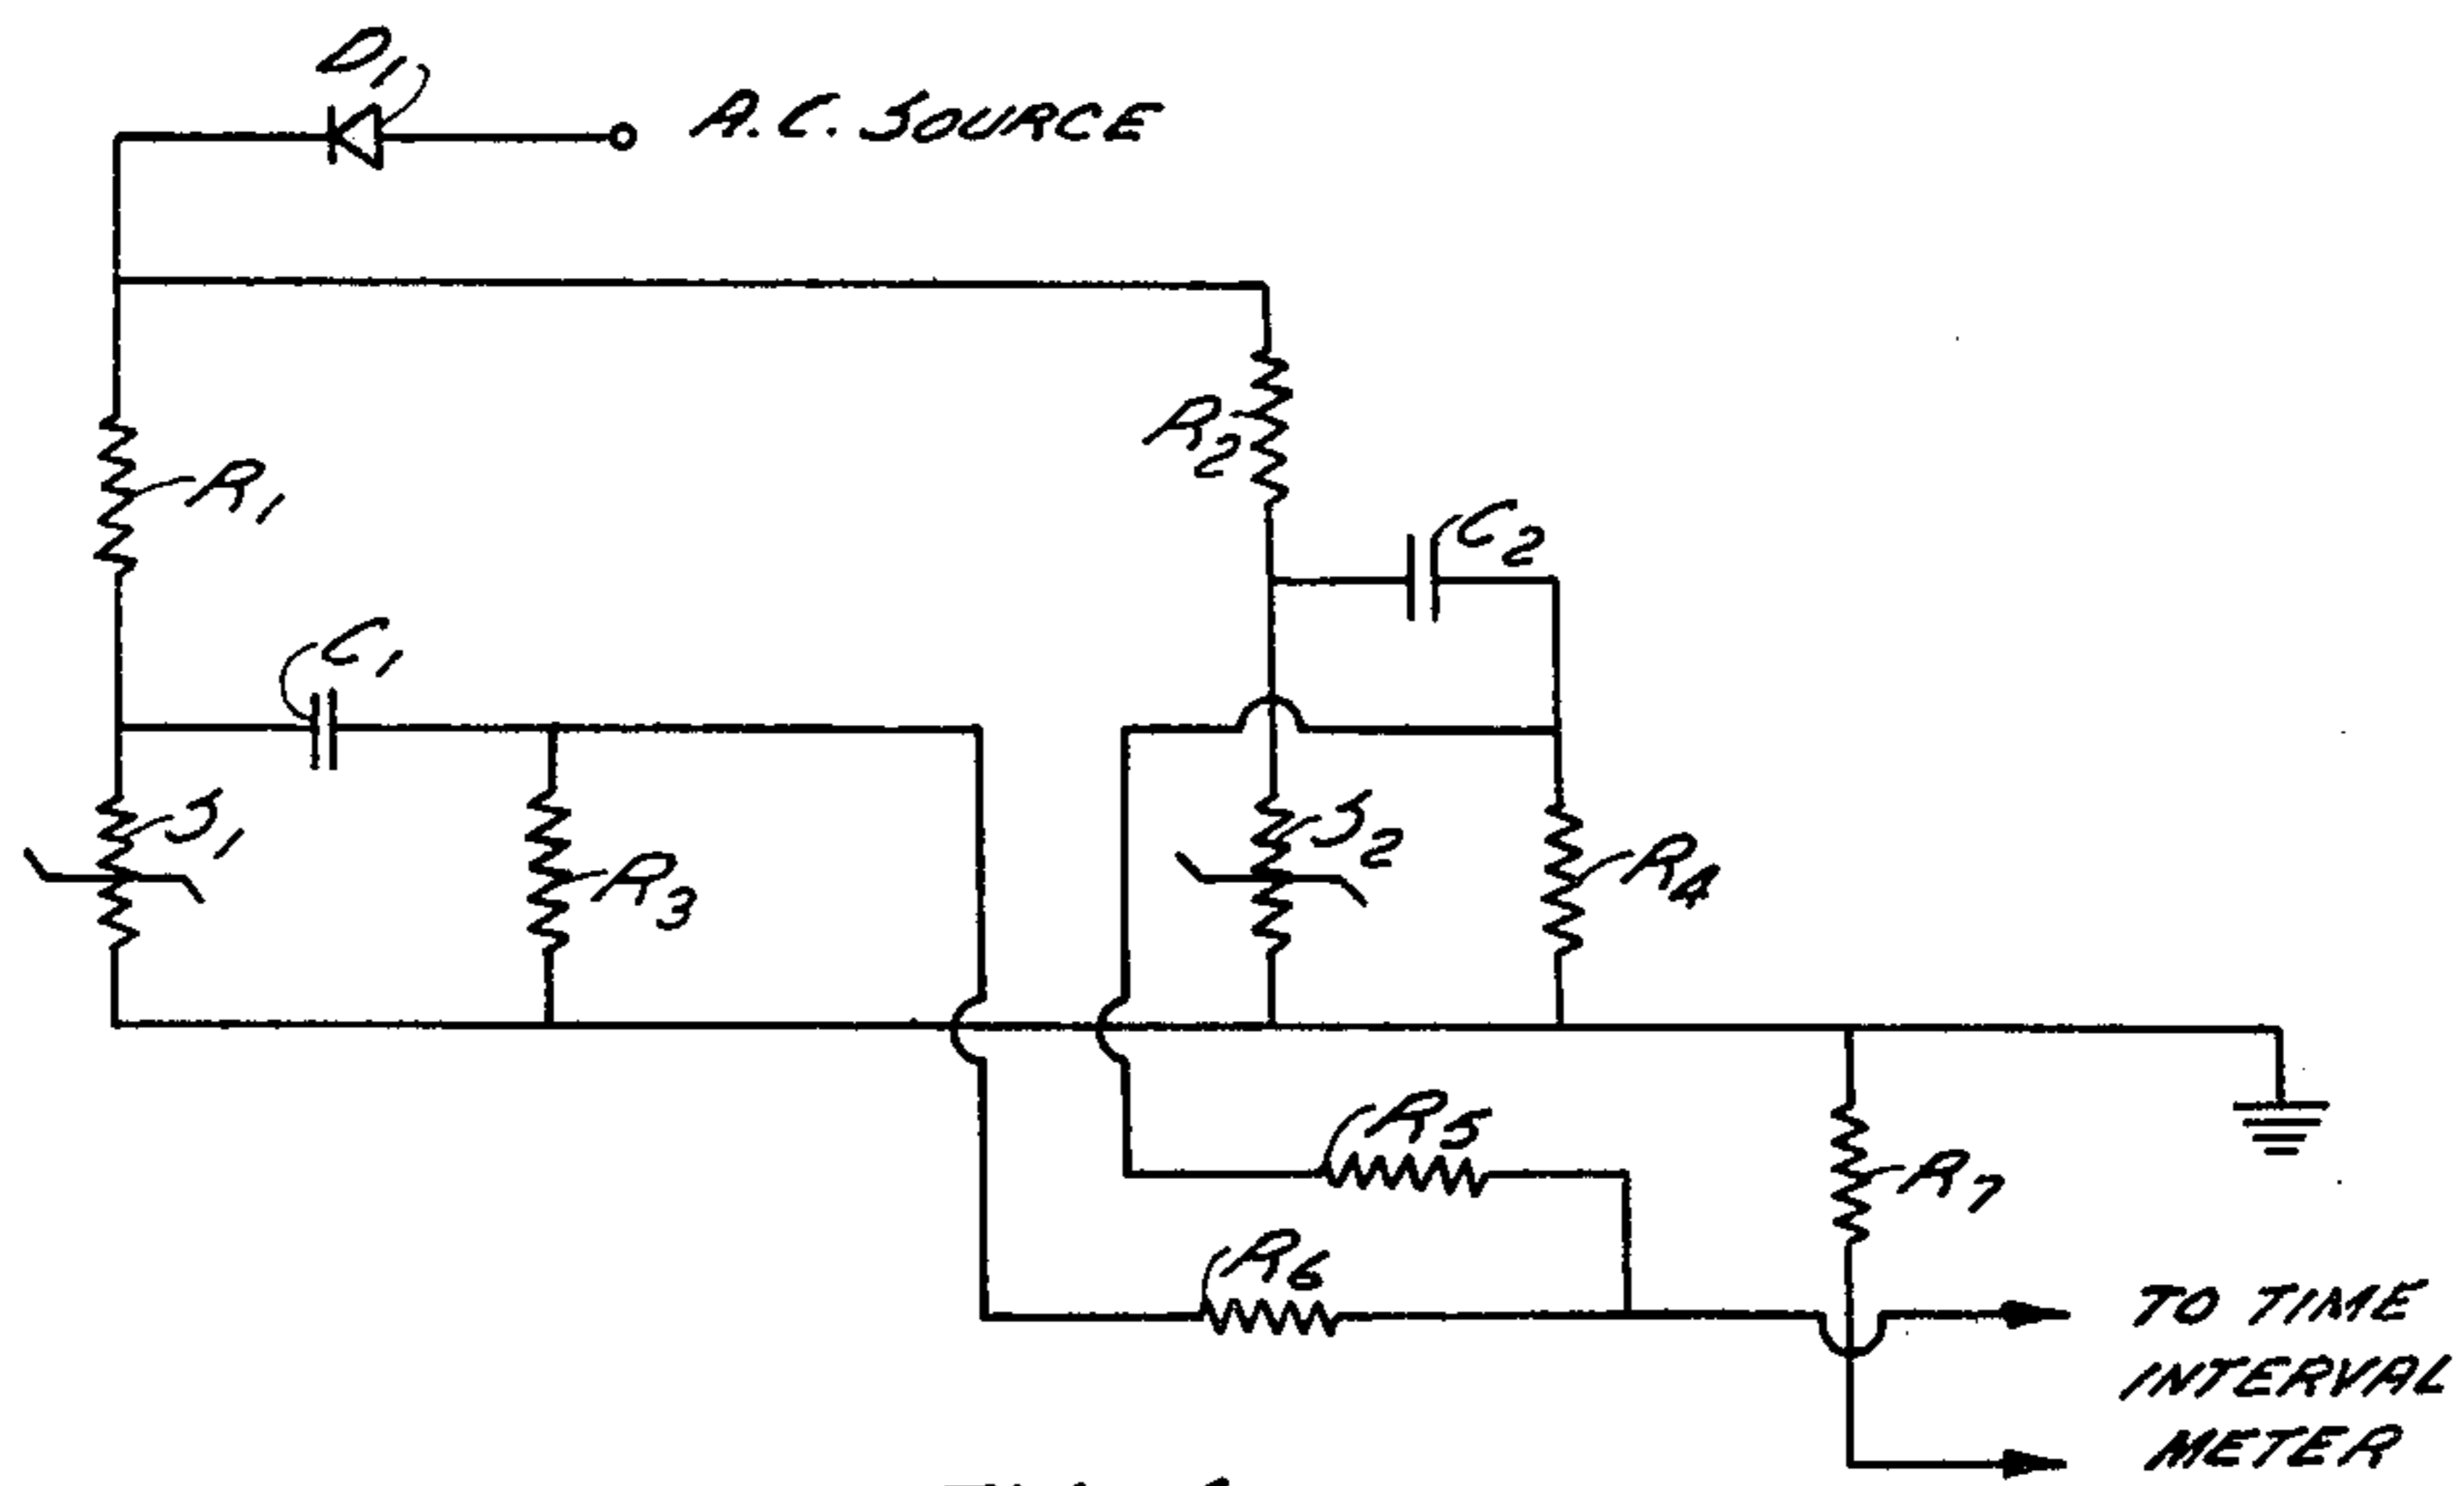 D1
A.C. SOURCE
R2
R1
C2
C1
S1
S2
R3
R4
R5
R6
R7
TO TIME
INTERVAL
METER